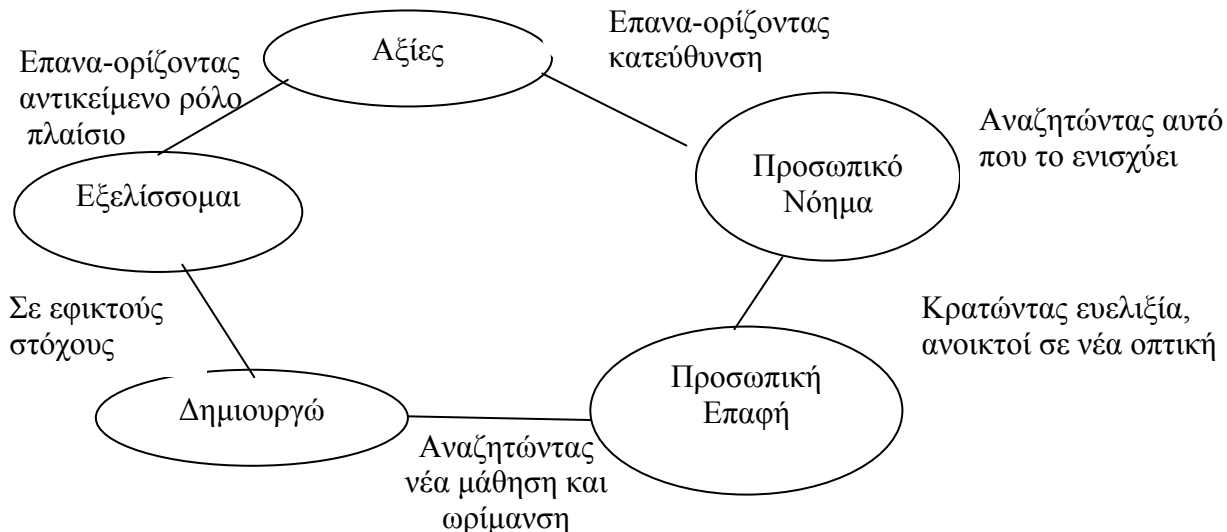 Αξίες
Επανα-ορίζοντας
κατεύθυνση
Επανα-ορίζοντας
αντικείμενο ρόλο
πλαίσιο
Αναζητώντας αυτό
που το ενισχύει
Προσωπικό
Νόημα
Εξελίσσομαι
Σε εφικτούς
στόχους
Κρατώντας ευελιξία,
ανοικτοί σε νέα οπτική
Προσωπική
Επαφή
Δημιουργώ
Αναζητώντας
νέα μάθηση και
ωρίμανση